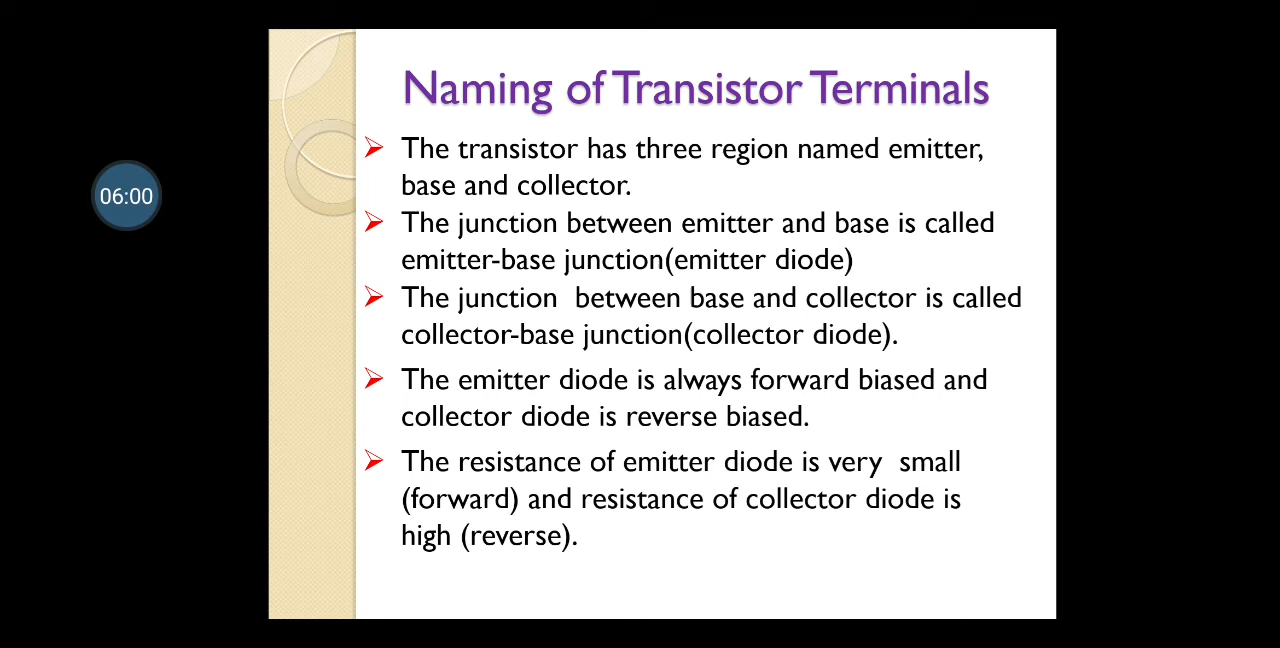 Naming of Transistor Terminals
The transistor has three region named emitter,
base and collector.
The junction between emitter and base is called
emitter-base junction(emitter diode)
The junction  between base and collector is called
collector-base junction(collector diode).
The emitter diode is always forward biased and
collector diode is reverse biased.
The resistance of emitter diode is very  small
(forward) and resistance of collector diode is
high (reverse).
06:00